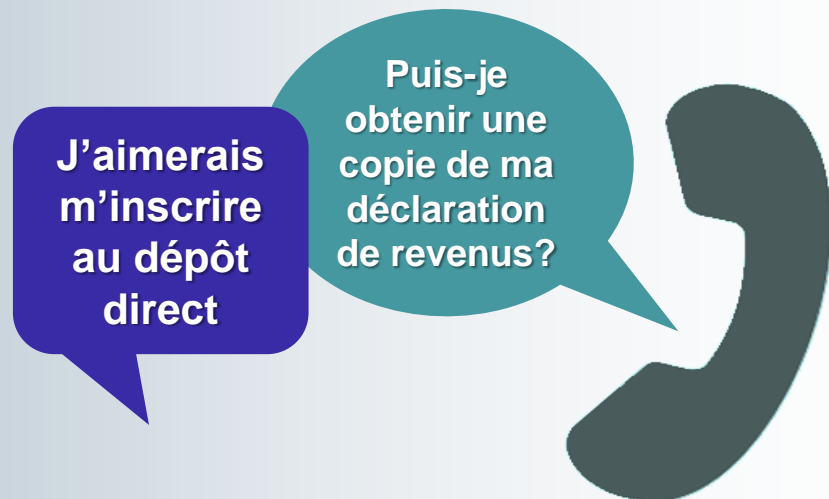 J’aimerais
m’inscrire
au dépôt
direct
Puis-je
obtenir une
copie de ma
déclaration
de revenus?